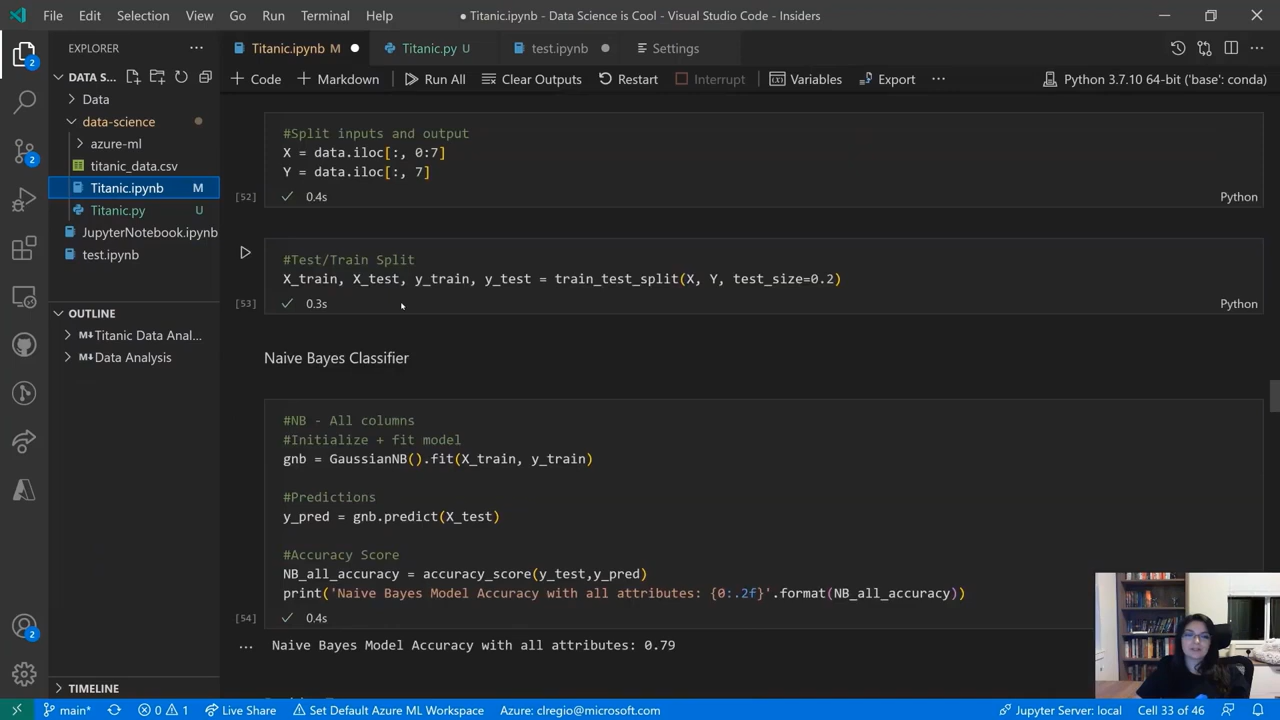 File Edit Selection View Go Run Terminal Help
● Titanic.ipynb - Data Science is Cool - Visual Studio Code - Insiders
EXPLORER
DATA S...
Data
data-science
azure-ml
titanic_data.csv
Titanic.ipynb M
Titanic.py U
JupyterNotebook.ipynb
test.ipynb
OUTLINE
M↓Titanic Data Anal...
M↓Data Analysis
TIMELINE
2
2
2
Titanic.ipynb M ● Titanic.py U test.ipynb ● Settings
+ Code + Markdown Run All Clear Outputs Restart Interrupt Variables Export ... Python 3.7.10 64-bit ('base': conda)
#Split inputs and output
X = data.iloc[:, 0:7]
Y = data.iloc[:, 7]
[52] ✓ 0.4s Python
#Test/Train Split
X_train, X_test, y_train, y_test = train_test_split(X, Y, test_size=0.2)
[53] ✓ 0.3s Python
Naive Bayes Classifier
#NB - All columns
#Initialize + fit model
gnb = GaussianNB().fit(X_train, y_train)
#Predictions
y_pred = gnb.predict(X_test)
#Accuracy Score
NB_all_accuracy = accuracy_score(y_test,y_pred)
print('Naive Bayes Model Accuracy with all attributes: {0:.2f}'.format(NB_all_accuracy))
[54] ✓ 0.4s
... Naive Bayes Model Accuracy with all attributes: 0.79
main* 0 1 Live Share Set Default Azure ML Workspace Azure: clregio@microsoft.com Jupyter Server: local Cell 33 of 46